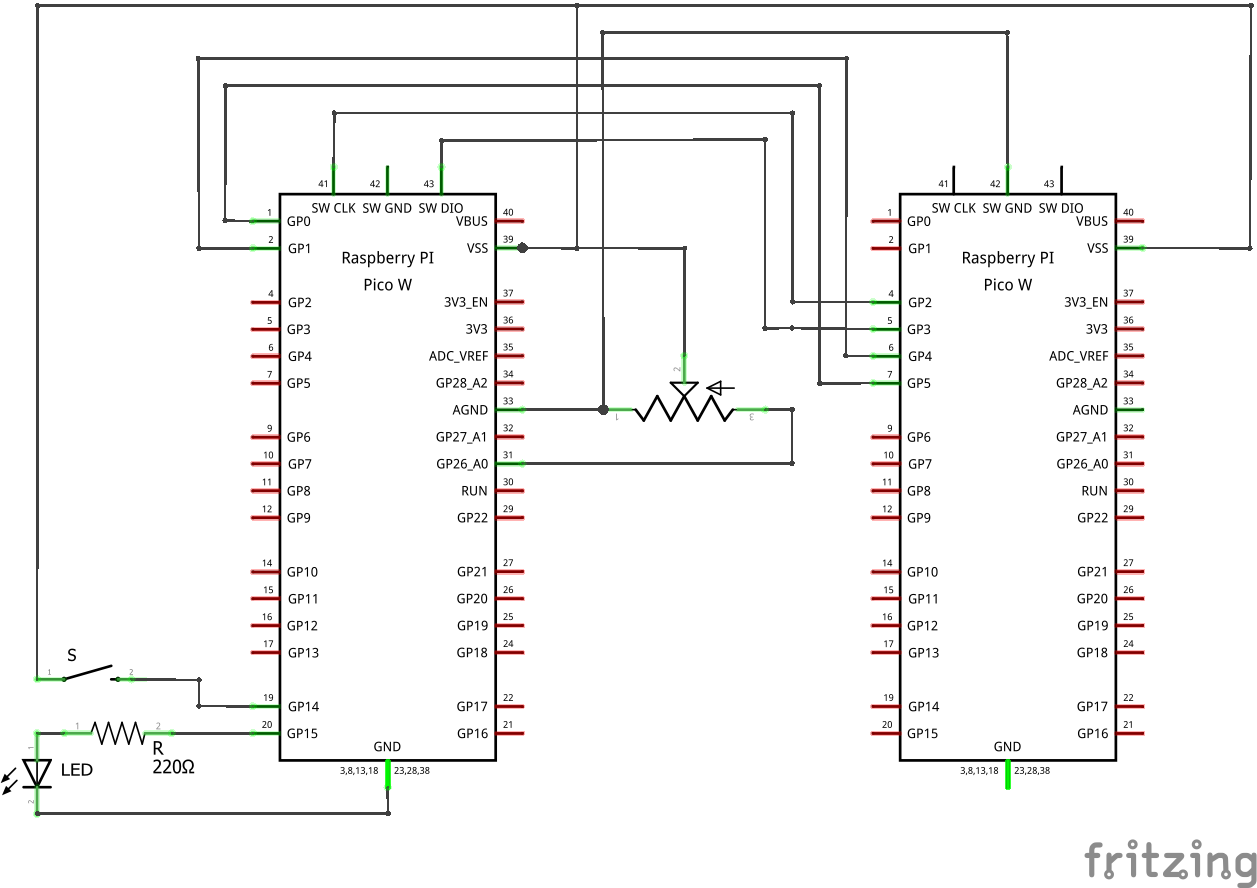 41 42 43
SW CLK SW GND SW DIO
1 GP0 VBUS 40
2 GP1 VSS 39
Raspberry PI
Pico W
4 GP2 3V3_EN 37
5 GP3 3V3 36
6 GP4 ADC_VREF 35
7 GP5 GP28_A2 34
AGND 33
9 GP6 GP27_A1 32
10 GP7 GP26_A0 31
11 GP8 RUN 30
12 GP9 GP22 29
14 GP10 GP21 27
15 GP11 GP20 26
16 GP12 GP19 25
17 GP13 GP18 24
19 GP14 GP17 22
20 GP15 GP16 21
GND
3,8,13,18 23,28,38
2
1 3
S
1 2
1 2
R
220Ω
1
LED
2
41 42 43
SW CLK SW GND SW DIO
1 GP0 VBUS 40
2 GP1 VSS 39
Raspberry PI
Pico W
4 GP2 3V3_EN 37
5 GP3 3V3 36
6 GP4 ADC_VREF 35
7 GP5 GP28_A2 34
AGND 33
9 GP6 GP27_A1 32
10 GP7 GP26_A0 31
11 GP8 RUN 30
12 GP9 GP22 29
14 GP10 GP21 27
15 GP11 GP20 26
16 GP12 GP19 25
17 GP13 GP18 24
19 GP14 GP17 22
20 GP15 GP16 21
GND
3,8,13,18 23,28,38
fritzing